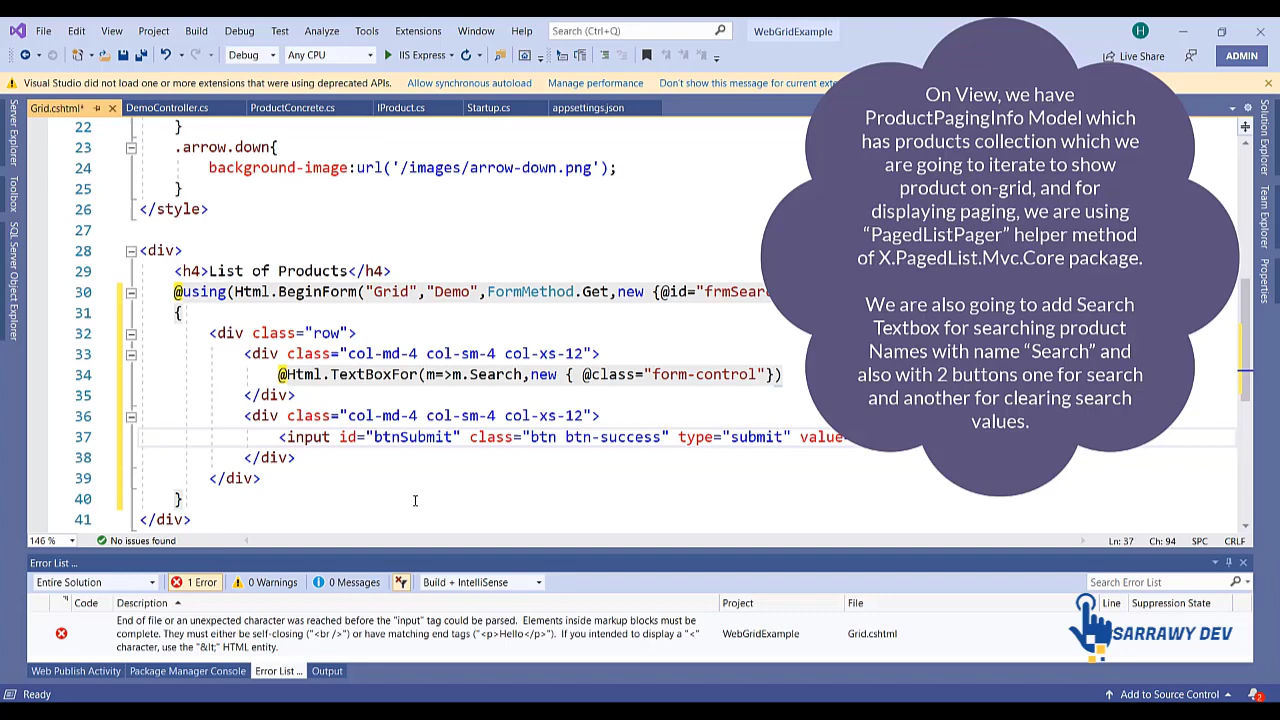 File Edit View Project Build Debug Test Analyze Tools Extensions Window Help Search (Ctrl+Q) WebGridExample H
Debug Any CPU IIS Express Live Share ADMIN
Visual Studio did not load one or more extensions that were using deprecated APIs. Allow synchronous autoload Manage performance Don't show this message for current exte
Grid.cshtml* DemoController.cs ProductConcrete.cs IProduct.cs Startup.cs appsettings.json
Server Explorer
Toolbox
SQL Server Object Explorer
Solution Explorer
Team Explorer
Properties
22 }
23 .arrow.down{
24 background-image:url('/images/arrow-down.png');
25 }
26 </style>
27
28 <div>
29 <h4>List of Products</h4>
30 @using(Html.BeginForm("Grid","Demo",FormMethod.Get,new {@id="frmSear
31 {
32 <div class="row">
33 <div class="col-md-4 col-sm-4 col-xs-12">
34 @Html.TextBoxFor(m=>m.Search,new { @class="form-control"})
35 </div>
36 <div class="col-md-4 col-sm-4 col-xs-12">
37 <input id="btnSubmit" class="btn btn-success" type="submit" value
38 </div>
39 </div>
40 }
41 </div>
On View, we have
ProductPagingInfo Model which
has products collection which we
are going to iterate to show
product on-grid, and for
displaying paging, we are using
“PagedListPager” helper method
of X.PagedList.Mvc.Core package.
We are also going to add Search
Textbox for searching product
Names with name “Search” and
also with 2 buttons one for search
and another for clearing search
values.
146 % No issues found Ln: 37 Ch: 94 SPC CRLF
Error List ...
Entire Solution 1 Error 0 Warnings 0 Messages Build + IntelliSense Search Error List
Code Description Project File Line Suppression State
End of file or an unexpected character was reached before the "input" tag could be parsed. Elements inside markup blocks must be
complete. They must either be self-closing ("<br />") or have matching end tags ("<p>Hello</p>"). If you intended to display a "<"
character, use the "&lt;" HTML entity.
WebGridExample Grid.cshtml
SARRAWY DEV
Web Publish Activity Package Manager Console Error List ... Output
Ready Add to Source Control 2